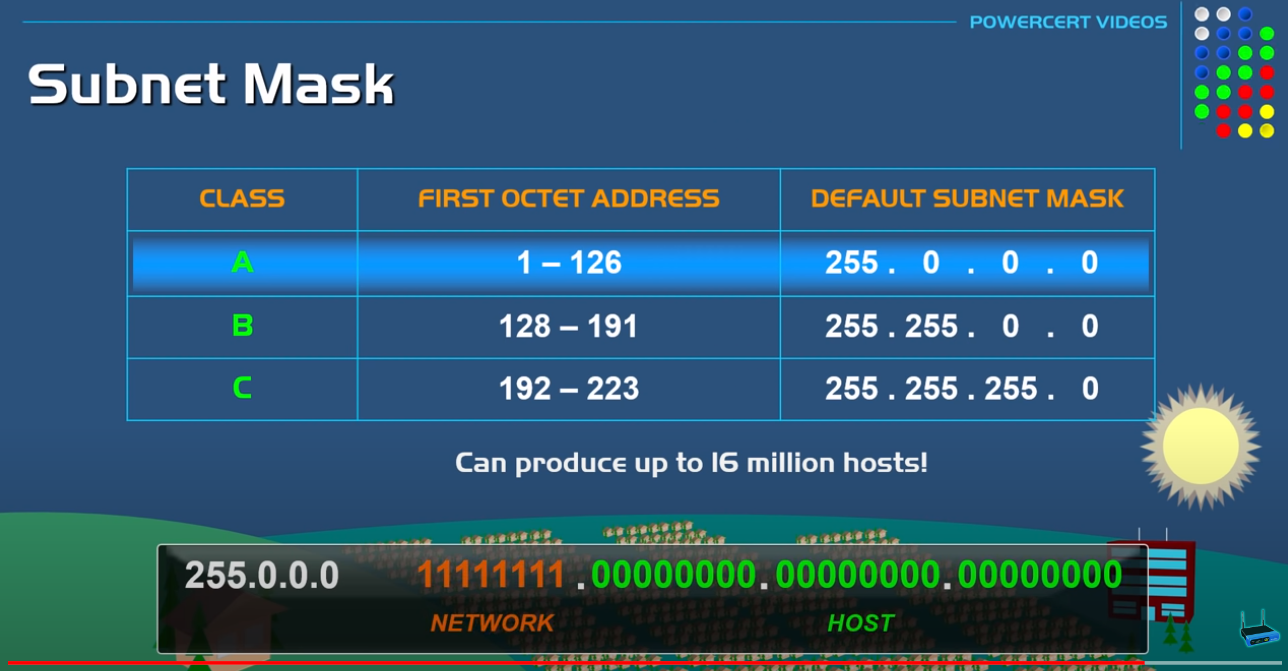 POWERCERT VIDEOS
Subnet Mask
CLASS FIRST OCTET ADDRESS DEFAULT SUBNET MASK
A 1 – 126 255 . 0 . 0 . 0
B 128 – 191 255 . 255 . 0 . 0
C 192 – 223 255 . 255 . 255 . 0
Can produce up to 16 million hosts!
255.0.0.0 11111111 .00000000.00000000.00000000
NETWORK HOST